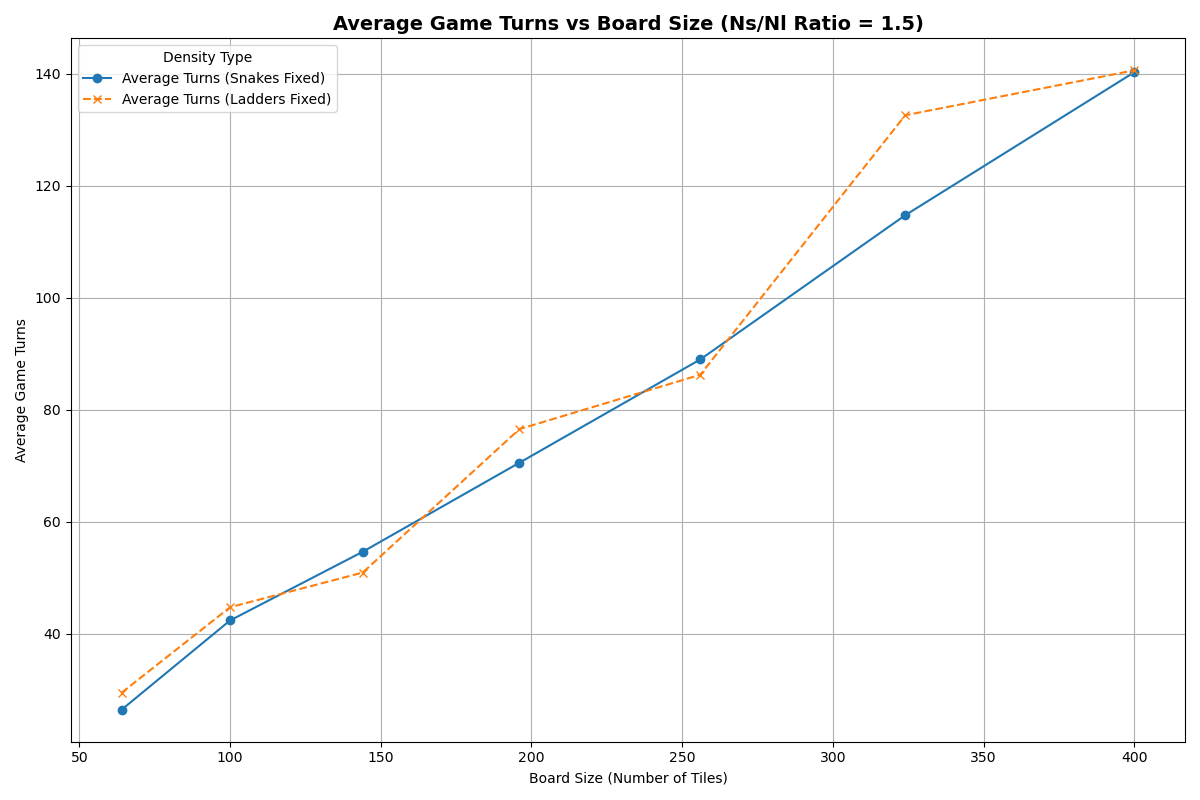 Average Game Turns vs Board Size (Ns/Nl Ratio = 1.5)
Density Type
Average Turns (Snakes Fixed)
Average Turns (Ladders Fixed)
Average Game Turns
140
120
100
80
60
40
50 100 150 200 250 300 350 400
Board Size (Number of Tiles)